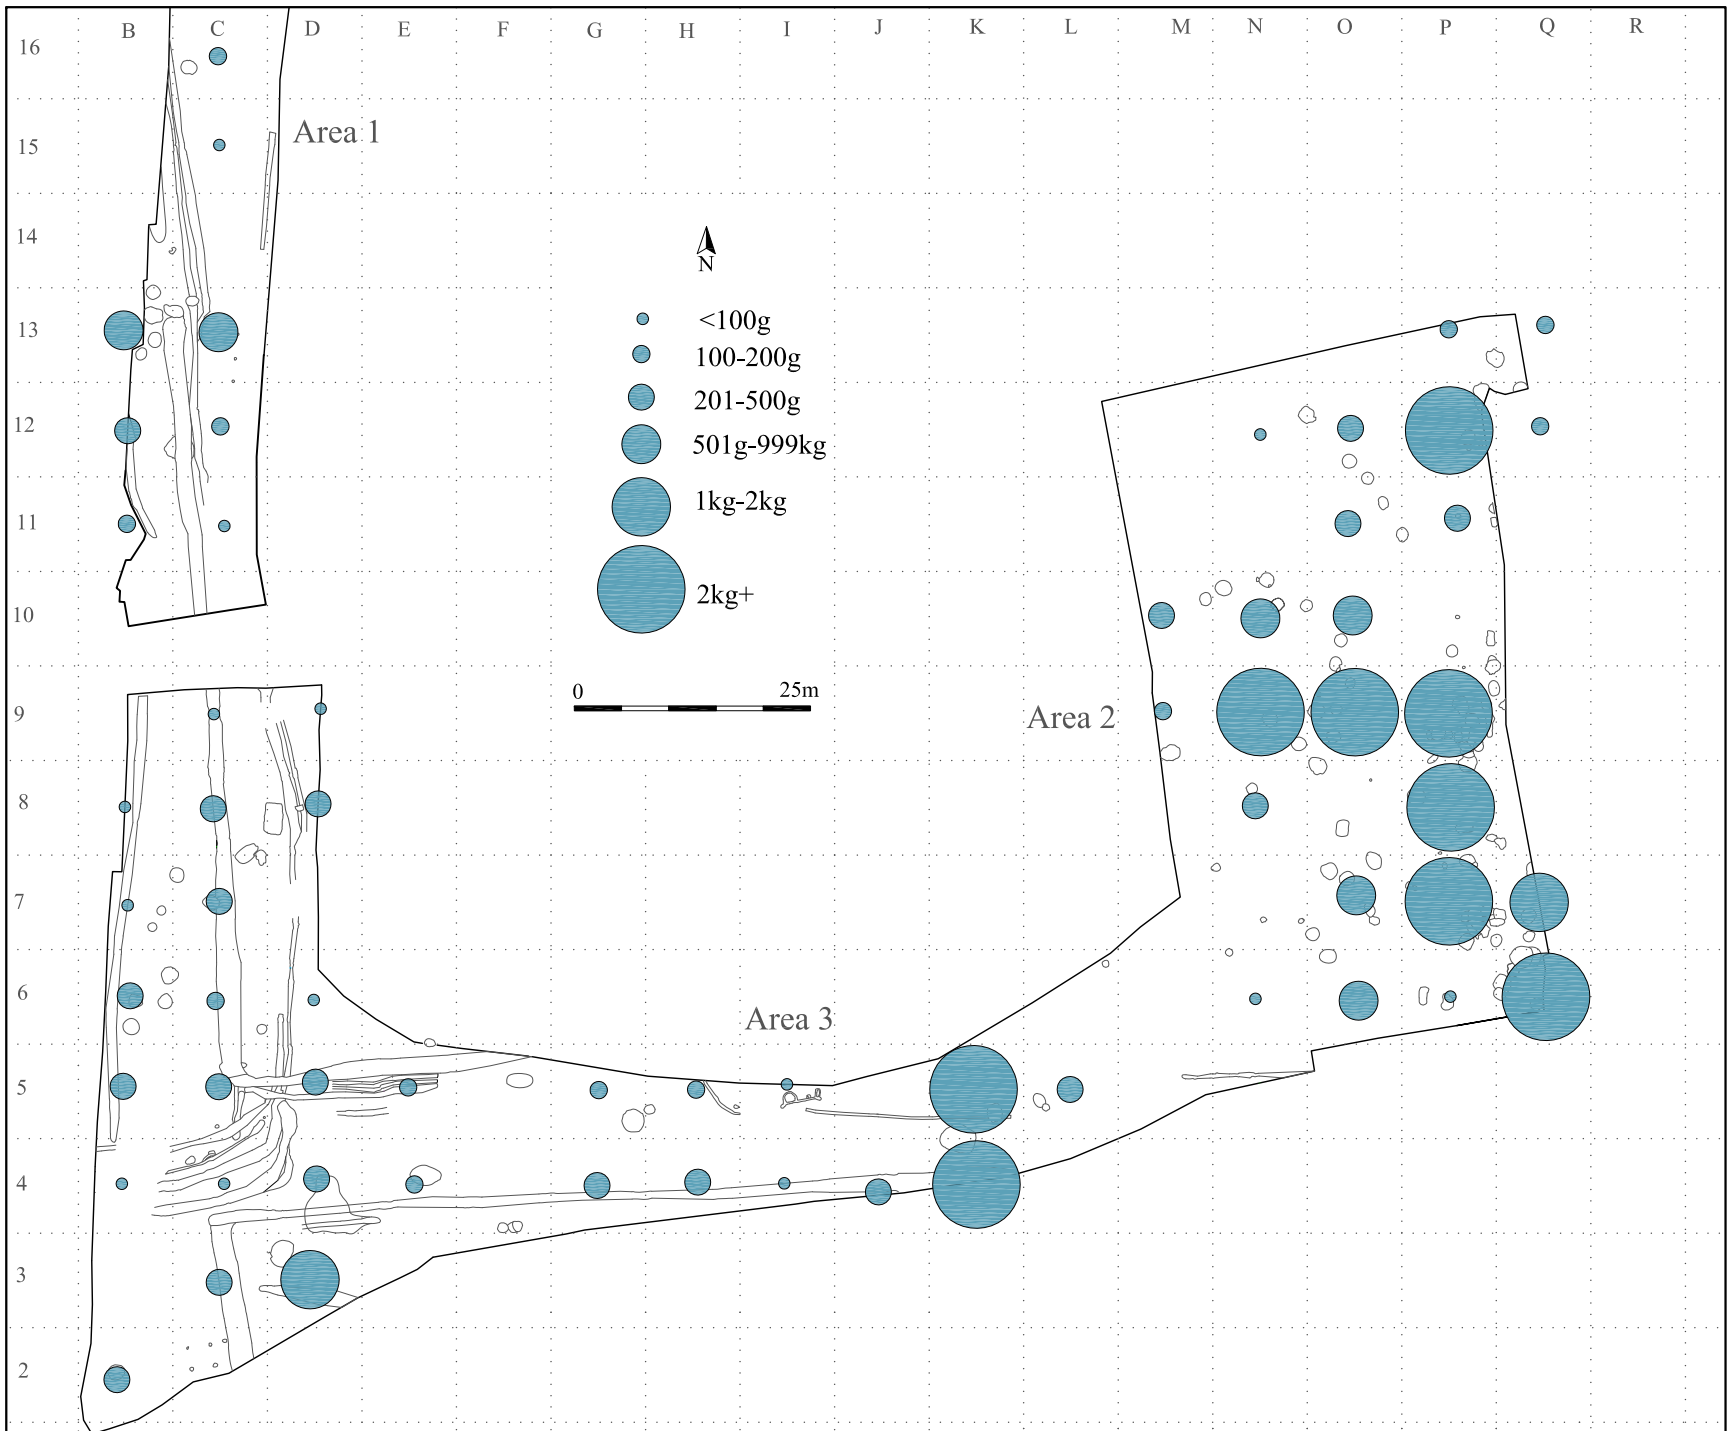 B C D E F G H I J K L M N O P Q R
16
Area 1
15
14
N
13
<100g
100-200g
12
201-500g
501g-999kg
11
1kg-2kg
10
2kg+
0 25m
9
Area 2
8
7
6
Area 3
5
4
3
2